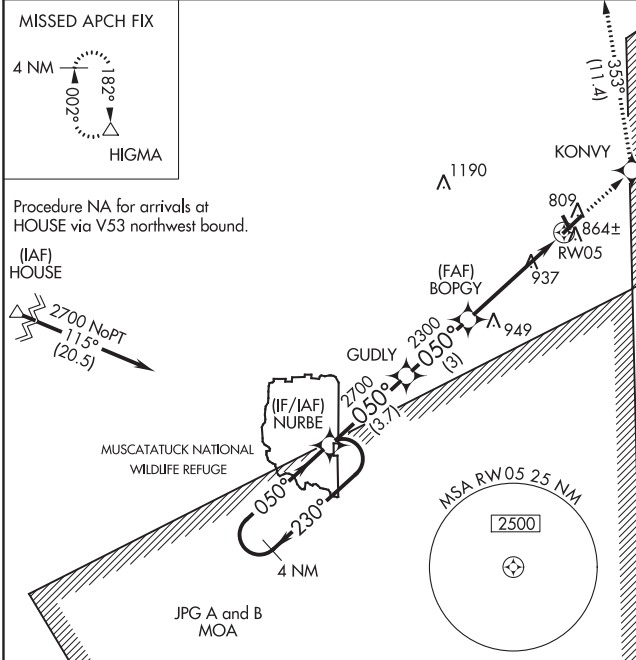 MISSED APCH FIX
4 NM
182°
002°
HIGMA
353°
(11.4)
KONVY
1190
809
864±
RW05
937
Procedure NA for arrivals at
HOUSE via V53 northwest bound.
(IAF)
HOUSE
2700 NoPT
115°
(20.5)
(FAF)
BOPGY
949
2300
050°
(3)
GUDLY
2700
050°
(3.7)
(IF/IAF)
NURBE
MUSCATATUCK NATIONAL
WILDLIFE REFUGE
050°
230°
4 NM
MSA RW05 25 NM
2500
JPG A and B
MOA